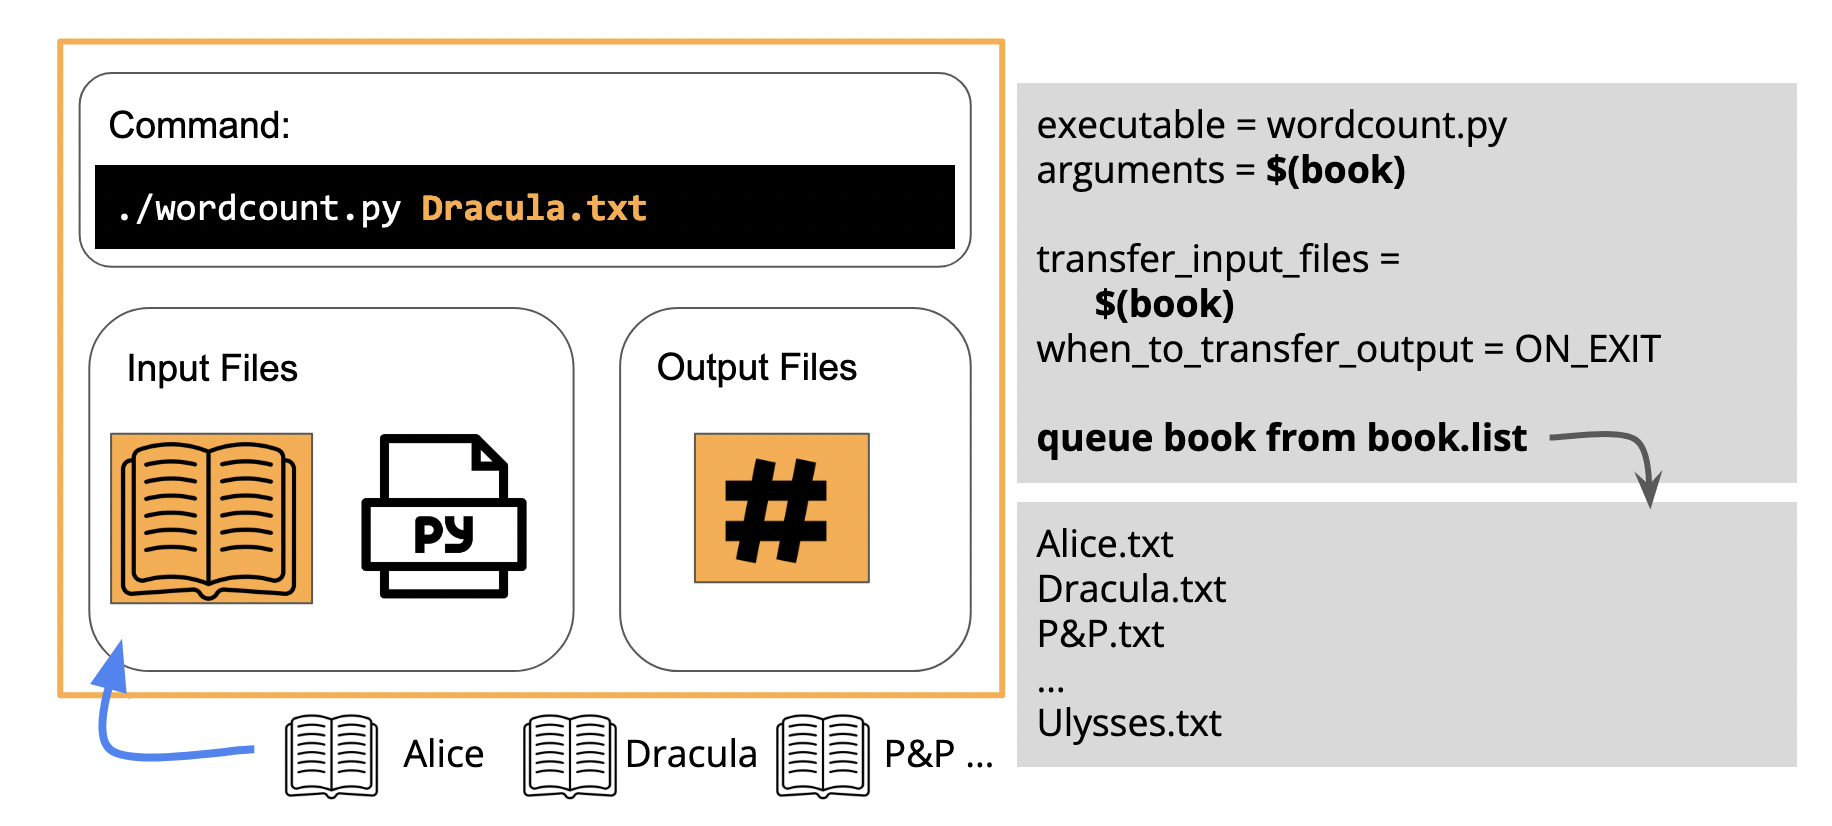 Command:
./wordcount.py Dracula.txt
Input Files
PY
Output Files
#
Alice
Dracula
P&P ...
executable = wordcount.py
arguments = $(book)
transfer_input_files =
$(book)
when_to_transfer_output = ON_EXIT
queue book from book.list
Alice.txt
Dracula.txt
P&P.txt
...
Ulysses.txt